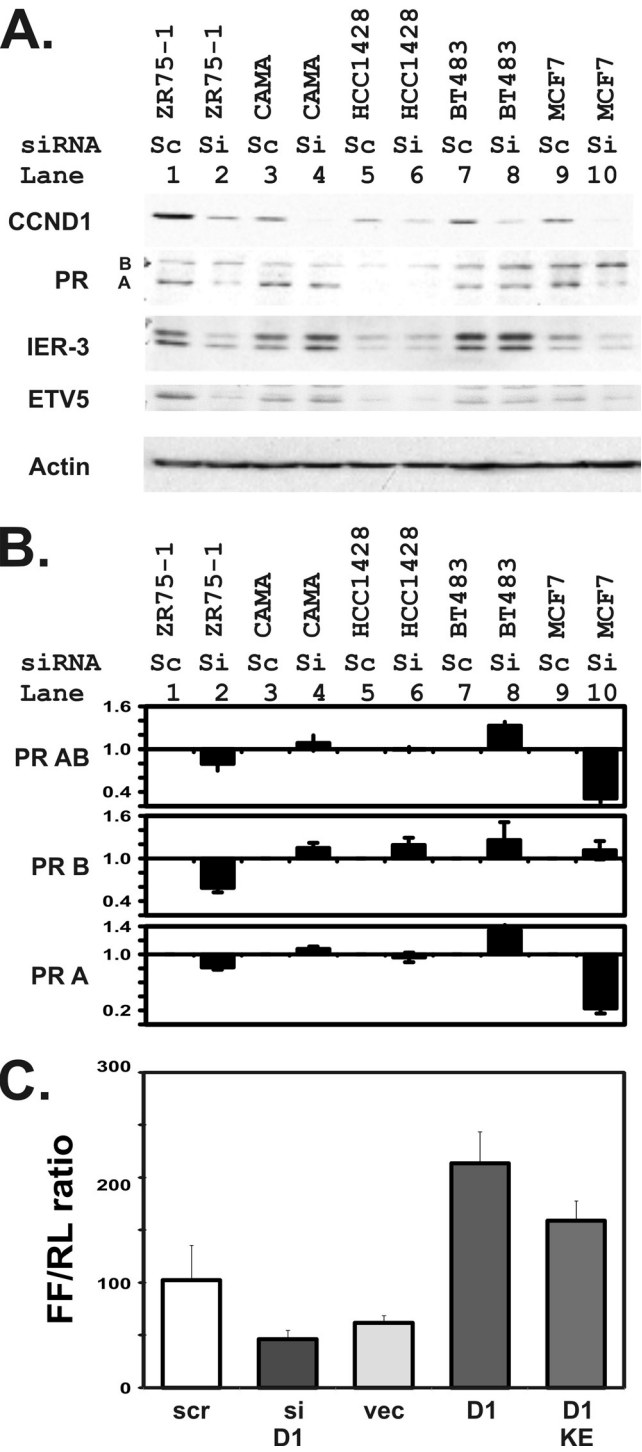 A.
ZR75-1 ZR75-1 CAMA CAMA HCC1428 HCC1428 BT483 BT483 MCF7 MCF7
siRNA Sc Si Sc Si Sc Si Sc Si Sc Si
Lane 1 2 3 4 5 6 7 8 9 10
CCND1
B
PR
A
IER-3
ETV5
Actin
B.
ZR75-1 ZR75-1 CAMA CAMA HCC1428 HCC1428 BT483 BT483 MCF7 MCF7
siRNA Sc Si Sc Si Sc Si Sc Si Sc Si
Lane 1 2 3 4 5 6 7 8 9 10
1.6
PR AB 1.0
0.4
1.6
PR B 1.0
0.4
1.4
PR A 1.0
0.2
C.
300
FF/RL ratio
200
100
0
scr si D1 vec D1 D1 KE